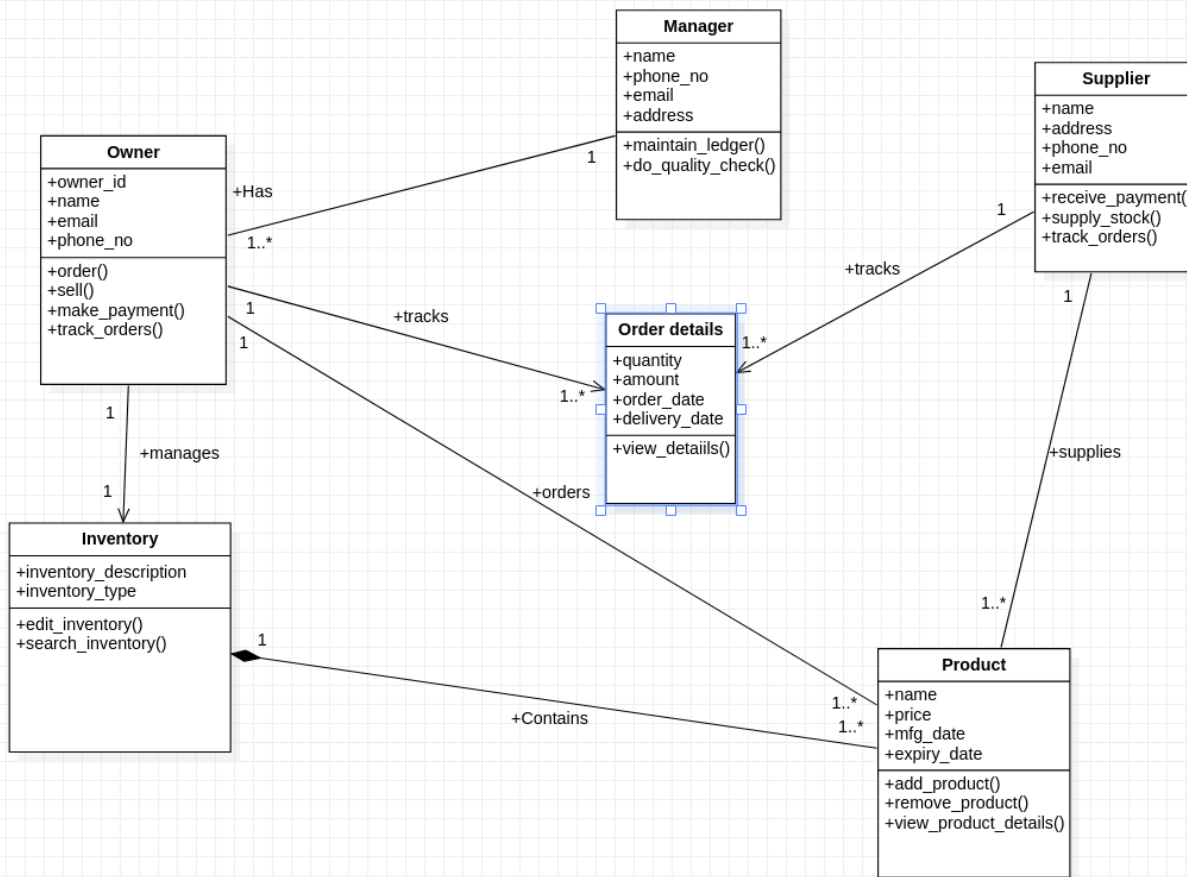 Manager
+name
+phone_no
+email
+address
+maintain_ledger()
+do_quality_check()
Supplier
+name
+address
+phone_no
+email
+receive_payment(
+supply_stock()
+track_orders()
Owner
+owner_id
+name
+email
+phone_no
+order()
+sell()
+make_payment()
+track_orders()
+Has
1
1..*
1
+tracks
1..*
1
+tracks
1..*
1
Order details
+quantity
+amount
+order_date
+delivery_date
+view_detaiils()
1
+orders
1..*
1
+supplies
1..*
1
+manages
1
Inventory
+inventory_description
+inventory_type
+edit_inventory()
+search_inventory()
1
+Contains
1..*
Product
+name
+price
+mfg_date
+expiry_date
+add_product()
+remove_product()
+view_product_details()